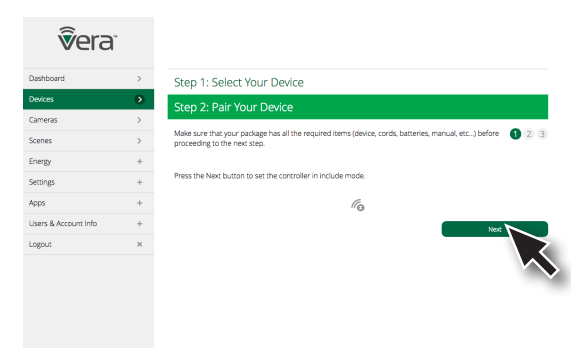 vera™
Dashboard
Devices
Cameras
Scenes
Energy
Settings
Apps
Users & Account Info
Logout
Step 1: Select Your Device
Step 2: Pair Your Device
Make sure that your package has all the required items (device, cords, batteries, manual, etc...) before
proceeding to the next step.
1 2 3
Press the Next button to set the controller in include mode.
Next